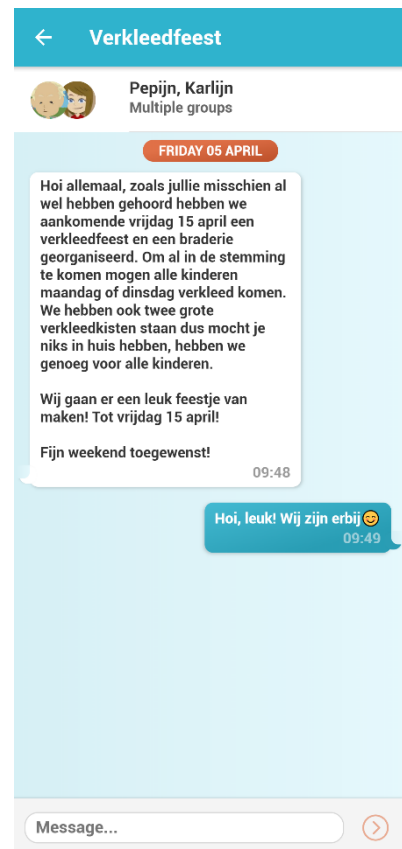 Verkleedfeest
Pepijn, Karlijn
Multiple groups
FRIDAY 05 APRIL
Hoi allemaal, zoals jullie misschien al
wel hebben gehoord hebben we
aankomende vrijdag 15 april een
verkleedfeest en een braderie
georganiseerd. Om al in de stemming
te komen mogen alle kinderen
maandag of dinsdag verkleed komen.
We hebben ook twee grote
verkleedkisten staan dus mocht je
niks in huis hebben, hebben we
genoeg voor alle kinderen.
Wij gaan er een leuk feestje van
maken! Tot vrijdag 15 april!
Fijn weekend toegewenst!
09:48
Hoi, leuk! Wij zijn erbij😊
09:49
Message...